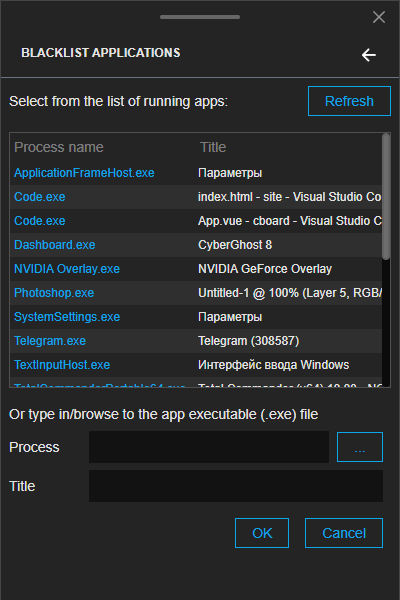 BLACKLIST APPLICATIONS
Select from the list of running apps:
Refresh
Process name Title
ApplicationFrameHost.exe Параметры
Code.exe index.html - site - Visual Studio Co
Code.exe App.vue - cboard - Visual Studio C
Dashboard.exe CyberGhost 8
NVIDIA Overlay.exe NVIDIA GeForce Overlay
Photoshop.exe Untitled-1 @ 100% (Layer 5, RGB/
SystemSettings.exe Параметры
Telegram.exe Telegram (308587)
TextInputHost.exe Интерфейс ввода Windows
Or type in/browse to the app executable (.exe) file
Process
...
Title
OK
Cancel